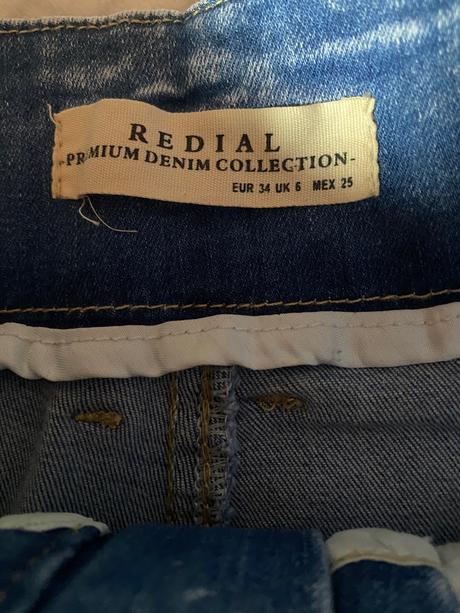 REDIAL
-PREMIUM DENIM COLLECTION-
EUR 34 UK 6 MEX 25